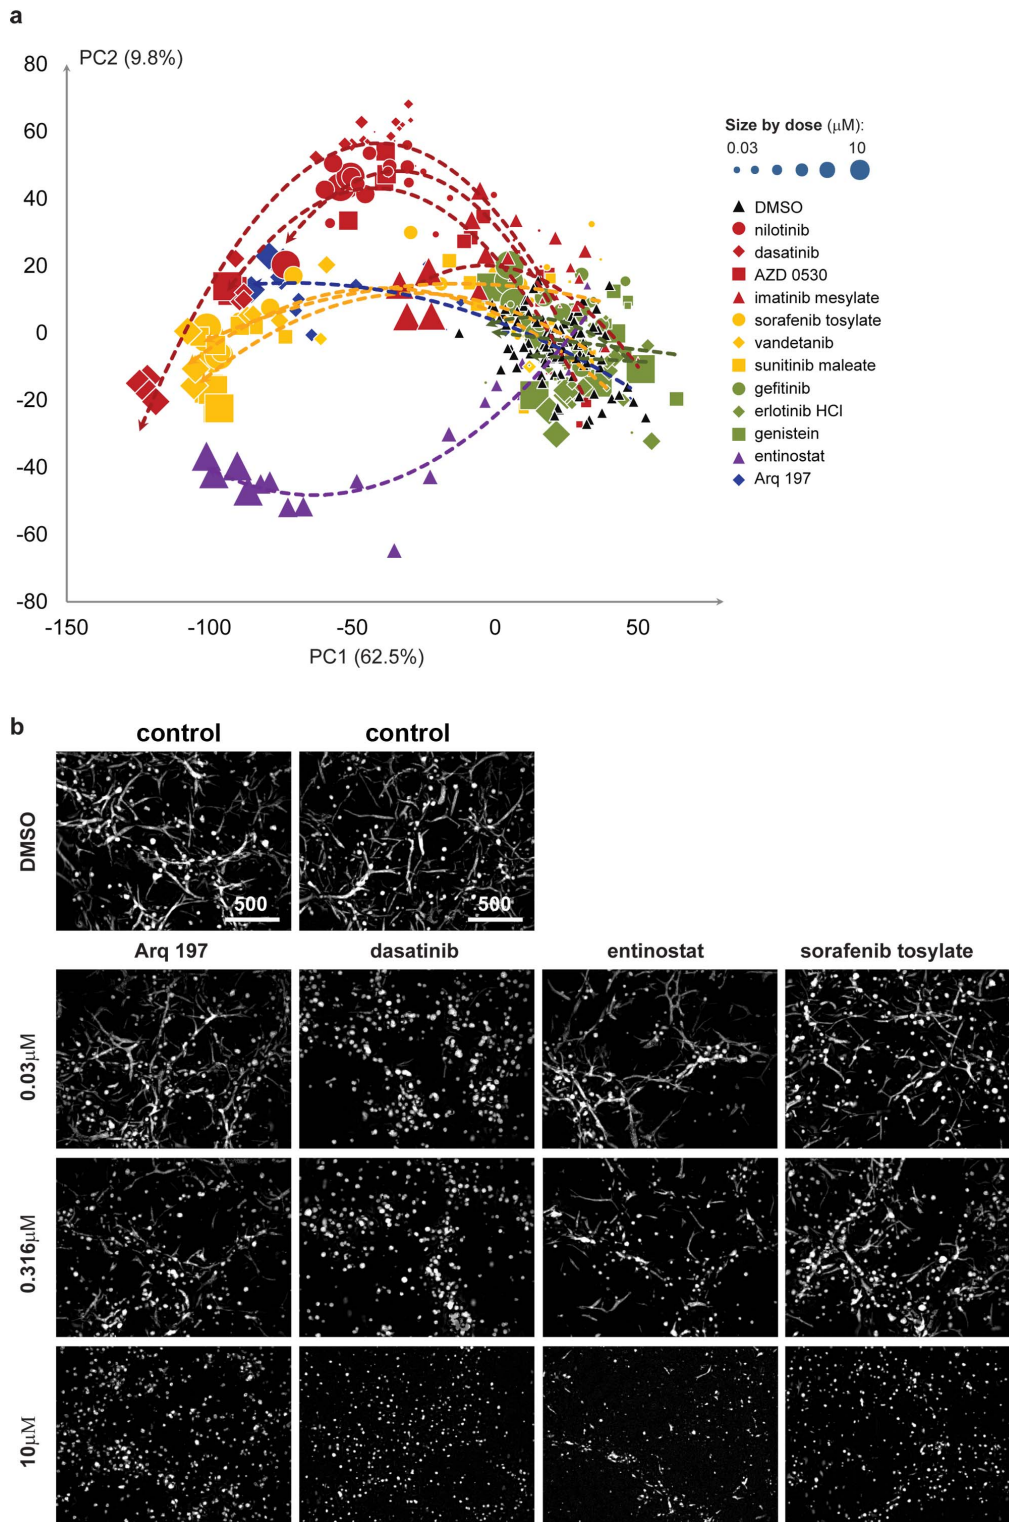 a
PC2 (9.8%)
80
60
40
20
0
-20
-40
-60
-80
-150
-100
-50
0
50
PC1 (62.5%)
Size by dose (μM):
0.03
10
DMSO
nilotinib
dasatinib
AZD 0530
imatinib mesylate
sorafenib tosylate
vandetanib
sunitinib maleate
gefitinib
erlotinib HCl
genistein
entinostat
Arq 197
b
control
control
DMSO
500
500
Arq 197
dasatinib
entinostat
sorafenib tosylate
0.03μM
0.316μM
10μM